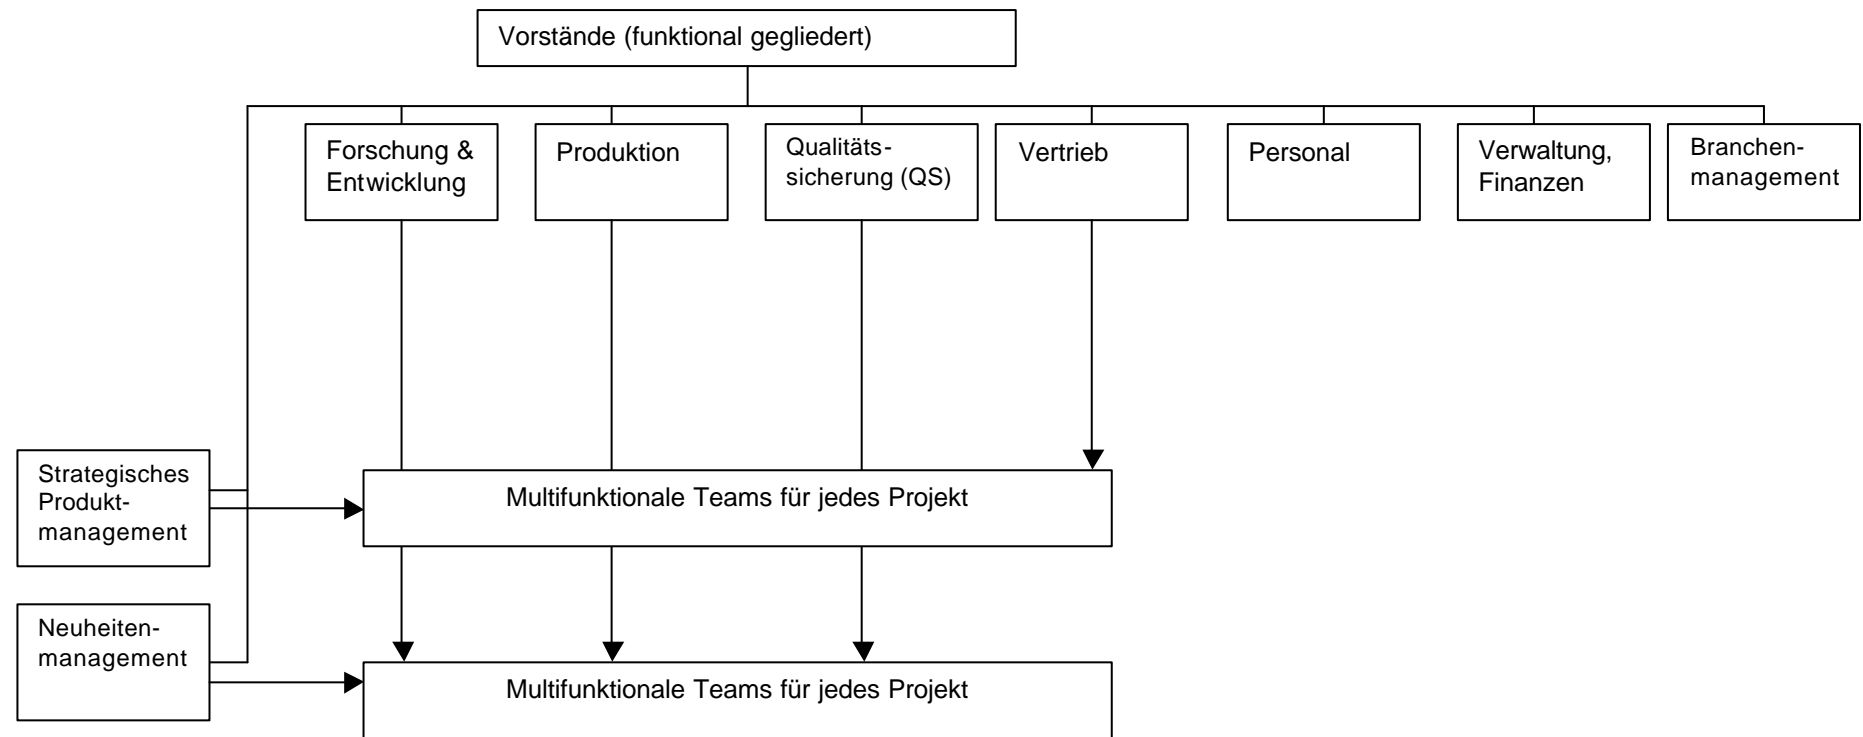 Vorstände (funktional gegliedert)
Forschung &
Entwicklung
Produktion
Qualitäts-
sicherung (QS)
Vertrieb
Personal
Verwaltung,
Finanzen
Branchen-
management
Strategisches
Produkt-
management
Multifunktionale Teams für jedes Projekt
Neuheiten-
management
Multifunktionale Teams für jedes Projekt